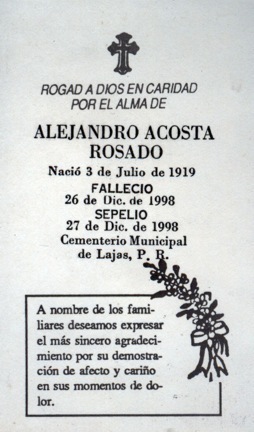 ROGAD A DIOS EN CARIDAD
POR EL ALMA DE
ALEJANDRO ACOSTA
ROSADO
Nació 3 de Julio de 1919
FALLECIO
26 de Dic. de 1998
SEPELIO
27 de Dic. de 1998
Cementerio Municipal
de Lajas, P. R.
A nombre de los fami-
liares deseamos expresar
el más sincero agradeci-
miento por su demostra-
ción de afecto y cariño
en sus momentos de do-
lor.